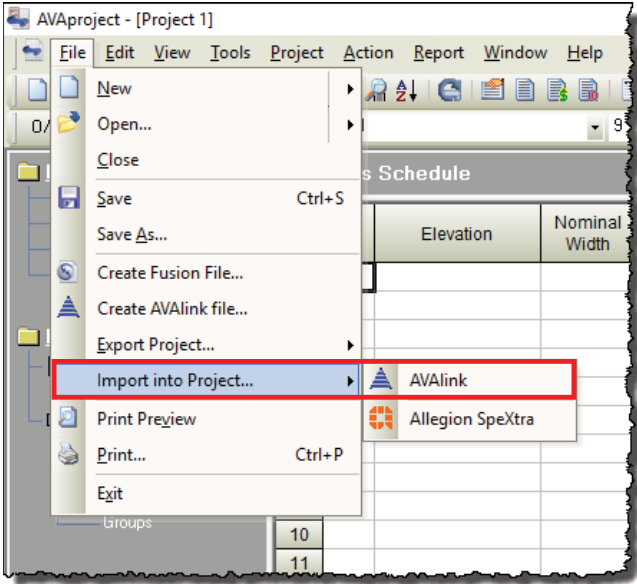 AVAproject - [Project 1]
File Edit View Tools Project Action Report Window Help
New
Open...
Close
s Schedule
Save Ctrl+S
Save As...
Elevation
Nominal
Width
Create Fusion File...
Create AVAlink file...
Export Project...
Import into Project...
AVAlink
Print Preview
Allegion SpeXtra
Print... Ctrl+P
Exit
Groups
10
11